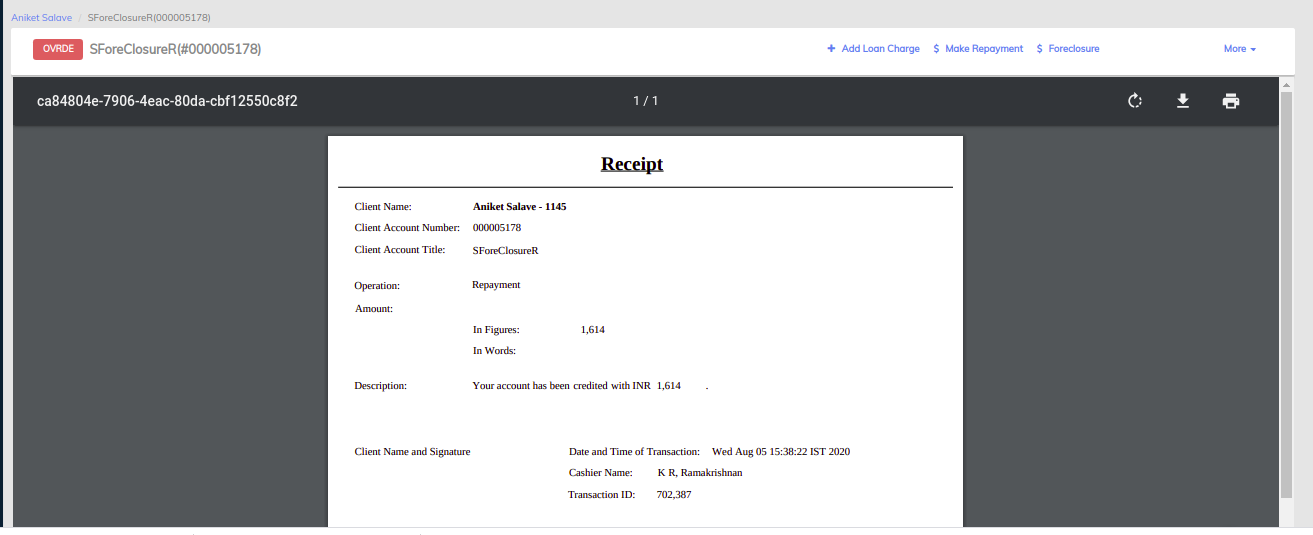 Aniket Salave / SForeClosureR(000005178)
OVRDE SForeClosureR(#000005178) + Add Loan Charge $ Make Repayment $ Foreclosure More
ca84804e-7906-4eac-80da-cbf12550c8f2 1 / 1
Receipt
Client Name: Aniket Salave - 1145
Client Account Number: 000005178
Client Account Title: SForeClosureR
Operation: Repayment
Amount:
In Figures: 1,614
In Words:
Description: Your account has been credited with INR 1,614 .
Client Name and Signature Date and Time of Transaction: Wed Aug 05 15:38:22 IST 2020
Cashier Name: K R, Ramakrishnan
Transaction ID: 702,387